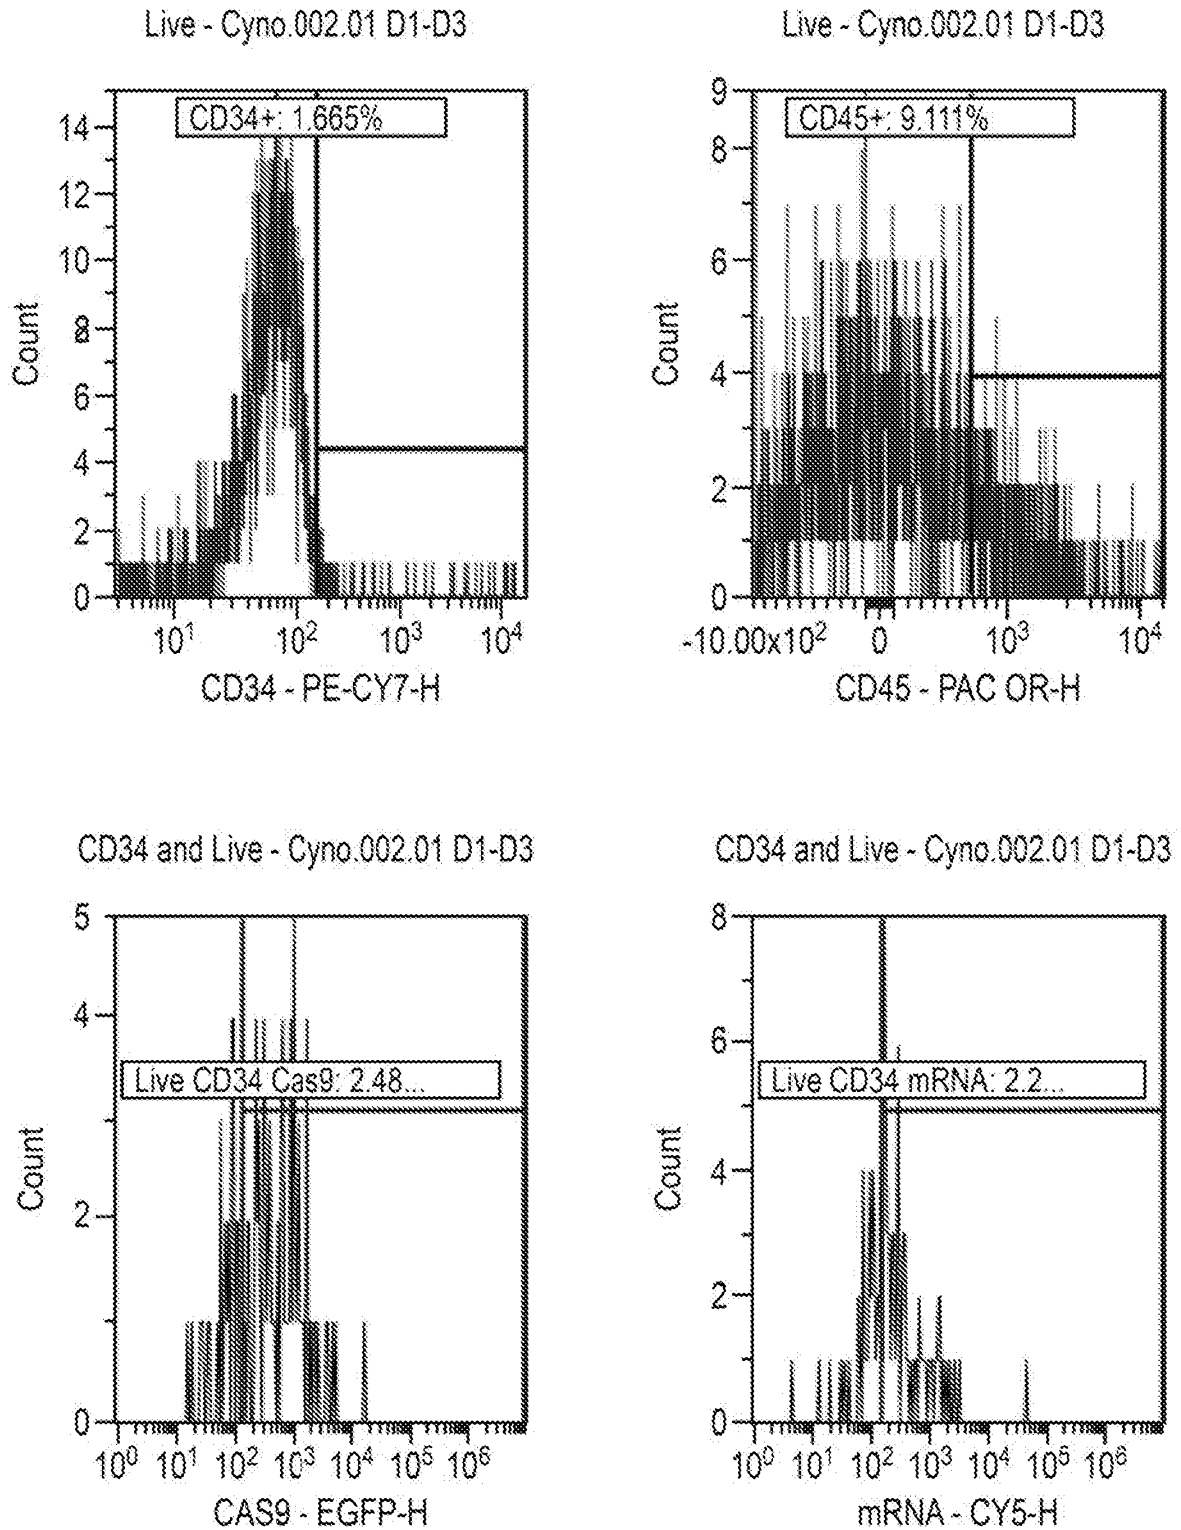 Live - Cyno.002.01 D1-D3
CD34+: 1.665%
14
12
10
8
6
4
2
0
Count
10¹ 10² 10³ 10⁴
CD34 - PE-CY7-H
Live - Cyno.002.01 D1-D3
CD45+: 9.111%
9
8
6
4
2
0
Count
-10.00x10² 0 10³ 10⁴
CD45 - PAC OR-H
CD34 and Live - Cyno.002.01 D1-D3
5
4
Live CD34 Cas9: 2.48...
2
0
Count
10⁰ 10¹ 10² 10³ 10⁴ 10⁵ 10⁶
CAS9 - EGFP-H
CD34 and Live - Cyno.002.01 D1-D3
8
6
Live CD34 mRNA: 2.2...
4
2
0
Count
10⁰ 10¹ 10² 10³ 10⁴ 10⁵ 10⁶
mRNA - CY5-H